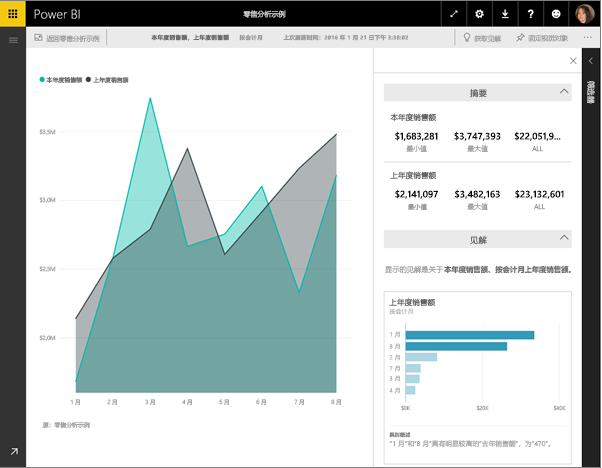 Power BI
零售分析示例
返回零售分析示例
本年度销售额，上年度销售额 按会计月 上次刷新时间: 2016 年 1 月 21 日下午 3:38:02
获取见解
固定视觉对象
本年度销售额 上年度销售额
$3.5M
$3.0M
$2.5M
$2.0M
1 月 2 月 3 月 4 月 5 月 6 月 7 月 8 月
源: 零售分析示例
摘要
本年度销售额
$1,683,281 $3,747,393 $22,051,9...
最小值 最大值 ALL
上年度销售额
$2,141,097 $3,482,163 $23,132,601
最小值 最大值 ALL
见解
显示的见解是关于本年度销售额、按会计月上年度销售额。
上年度销售额
按会计月
1 月
8 月
2 月
7 月
3 月
4 月
$0K $20K $40K
类别概述
"1 月"和"8 月"具有明显较高的"去年销售额"，为"470"。
筛选器